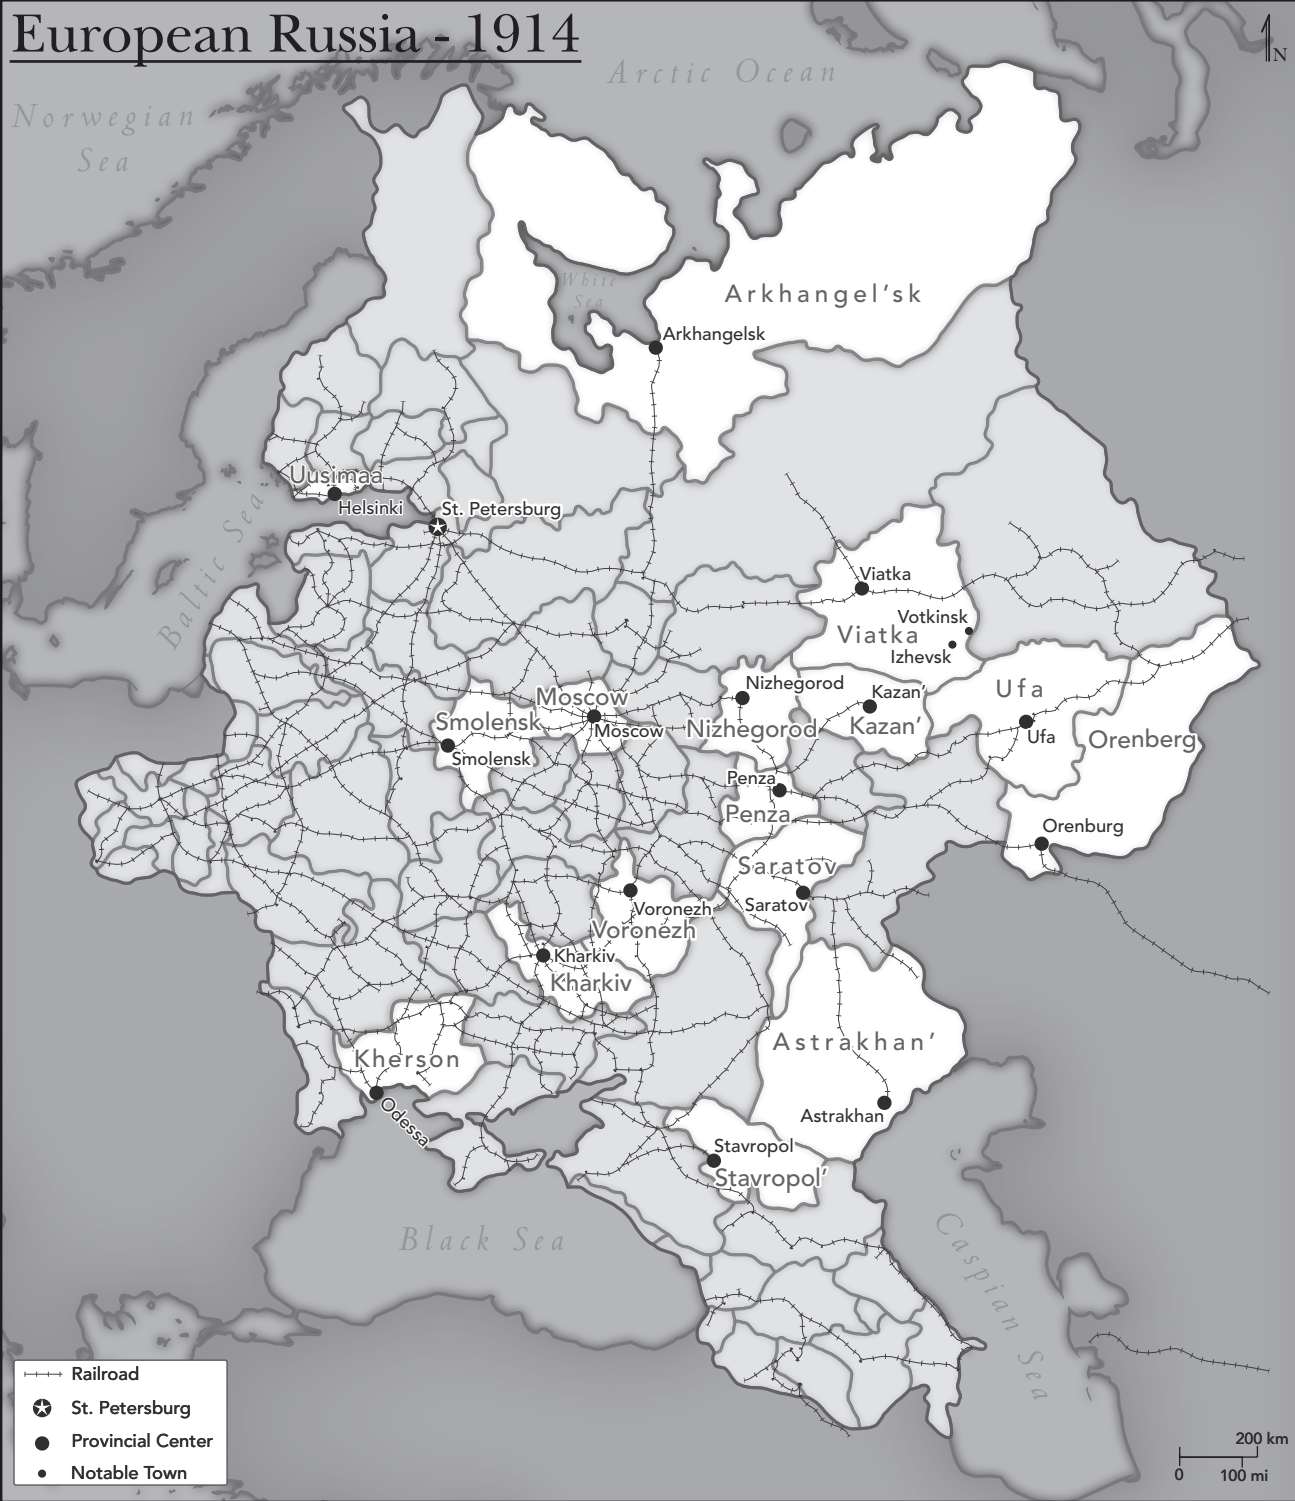 European Russia - 1914
N
Arctic Ocean
Norwegian
Sea
White
Sea
Arkhangel'sk
Arkhangelsk
Uusimaa
Helsinki
St. Petersburg
Baltic Sea
Viatka
Votkinsk
Viatka
Izhevsk
Nizhegorod
Kazan'
Ufa
Moscow
Smolensk
Moscow
Nizhegorod
Kazan'
Ufa
Orenberg
Smolensk
Penza
Penza
Orenburg
Saratov
Saratov
Voronezh
Voronezh
Kharkiv
Kharkiv
Astrakhan'
Kherson
Odessa
Astrakhan
Stavropol
Stavropol'
Black Sea
Caspian Sea
Railroad
St. Petersburg
Provincial Center
Notable Town
200 km
0 100 mi